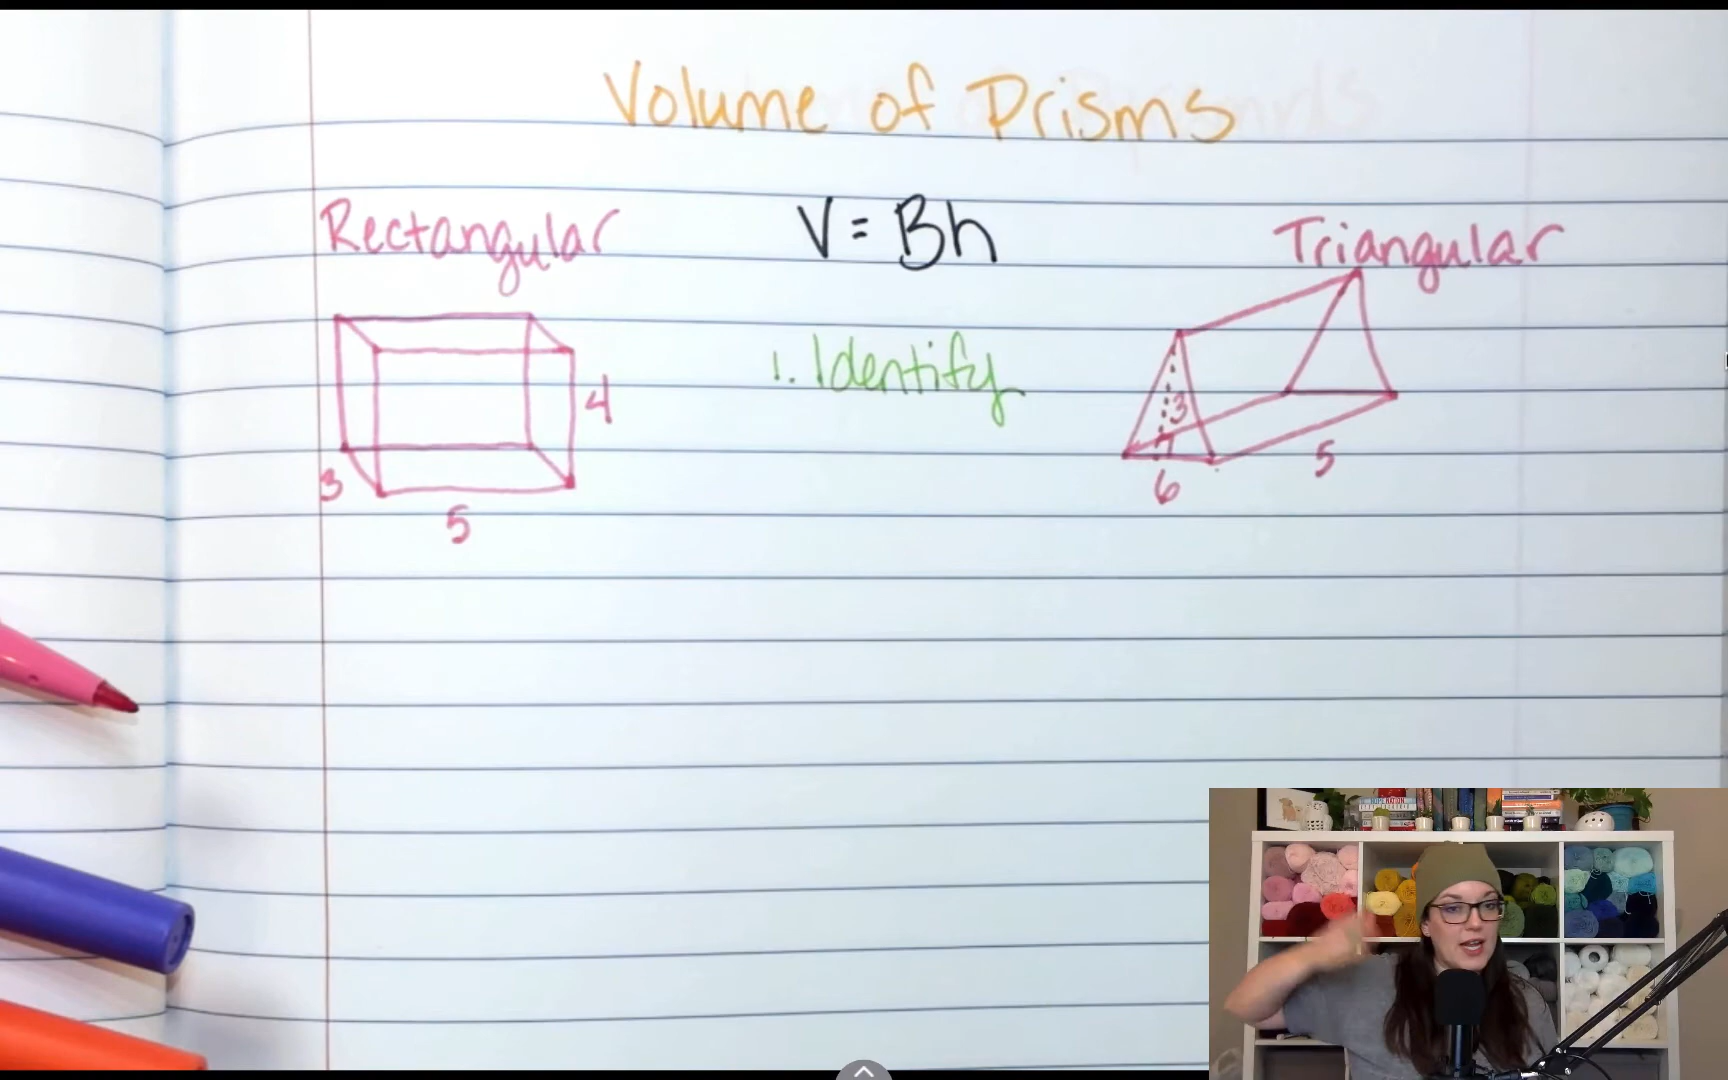 Volume of Prisms
Rectangular
V = Bh
Triangular
1. Identify
4
3
5
3
6
5